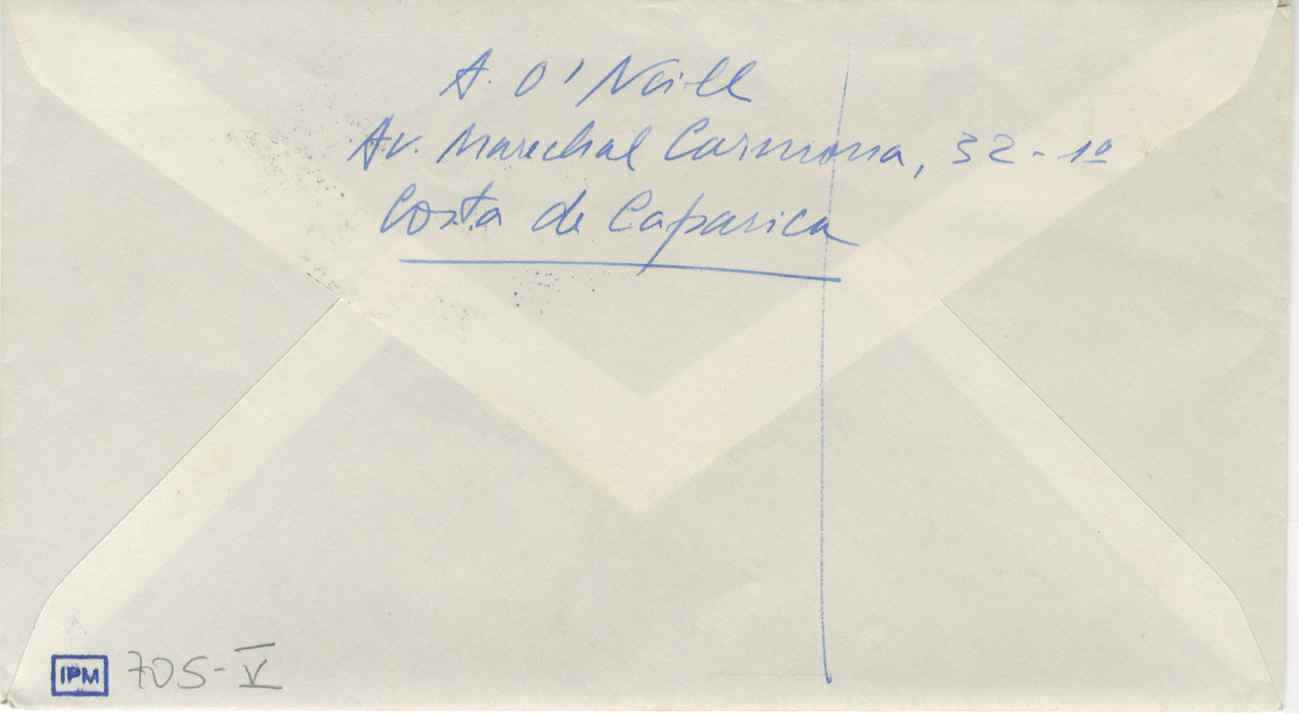 A. O'Neill
Av. Marechal Carmona, 32-1º
Costa de Caparica
IPM 705-V